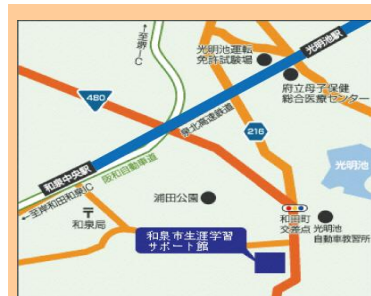 ↑至堺IC
光明池運転
免許試験場
光明池駅
府立母子保健
総合医療センター
480
泉北高速鉄道
216
和泉中央駅
阪和自動車道
光明池
←至岸和田和泉IC
〒
和泉局
浦田公園
和田町
交差点
光明池
自動車教習所
和泉市生涯学習
サポート館